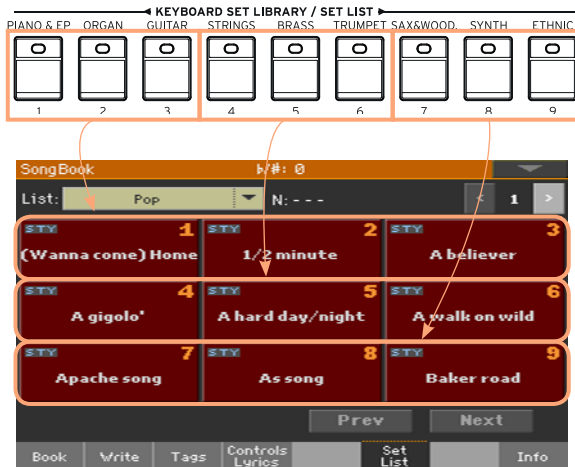 KEYBOARD SET LIBRARY / SET LIST
PIANO & EP ORGAN GUITAR STRINGS BRASS TRUMPET SAX&WOOD. SYNTH ETHNIC
1 2 3 4 5 6 7 8 9
SongBook ♭/#: 0
List: Pop N:--- < 1 >
STY 1 STY 2 STY 3
(Wanna come) Home 1/2 minute A believer
STY 4 STY 5 STY 6
A gigolo' A hard day/night A walk on wild
STY 7 STY 8 STY 9
Apache song As song Baker road
Prev Next
Book Write Tags Controls Lyrics Set List Info